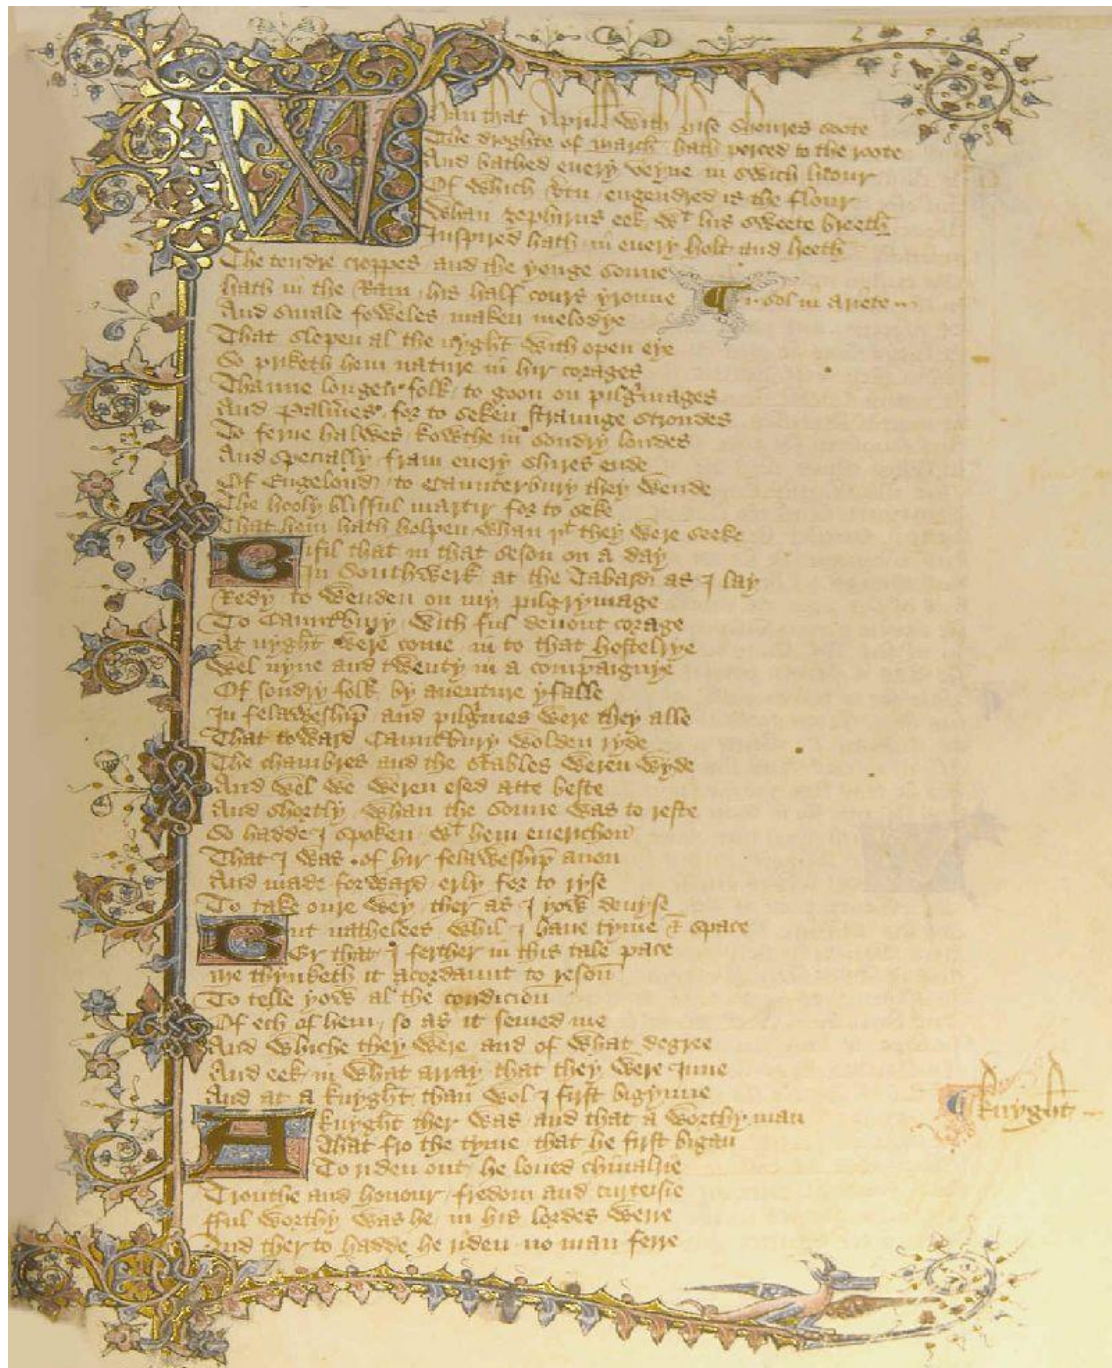 Whan that Aprill with hise shoures soote
The droghte of march hath perced to the roote
And bathed euery veyne in swich licour
Of which vtu engendred is the flour
Whan zephirus eek wt his sweete breeth
Inspired hath in euery holt and heeth
The tendre croppes and the yonge sonne
hath in the Ram his half cours yronne
¶ .i. sol in ariete
And smale foweles maken melodye
That slepen al the nyght with open eye
So priketh hem nature in hir corages
Thanne longen folk to goon on pilgrimages
And Palmes for to seken straunge strondes
To ferne halwes kowthe in sondry londes
And specially fram euery shires ende
Of Engelond to Caunterbury they wende
The hooly blisful martir for to seke
That hem hath holpen whan þt they were seeke
Bifil that in that seson on a day
In Southwerk at the Tabard as I lay
Redy to wenden on my pilgrymage
To Cauntbury with ful deuout corage
At nyght were come in to that hostelrye
Wel nyne and twenty in a compaignye
Of sondry folk by auenture yfalle
In felaweshipe and pilgrimes were they alle
That toward Cauntbury wolden ryde
The chambres and the stables weren wyde
And wel we weren esed atte beste
And shortly whan the sonne was to reste
So hadde I spoken wt hem euerichon
That I was of hir felaweshipe anon
And made forward erly for to ryse
To take oure wey ther as I yow deuyse
But nathelees whil I haue tyme & space
Er that I ferther in this tale pace
Me thynketh it acordaunt to reson
To telle yow al the condicion
Of ech of hem so as it semed me
And whiche they were and of what degree
And eek in what array that they were Inne
And at a knyght than wol I first bigynne
¶ knyght
A knyght ther was and that a worthy man
That fro the tyme that he first bigan
To riden out he loued chiualrie
Trouthe and honour fredom and curteisie
fful worthy was he in his lordes werre
And ther to hadde he riden no man ferre